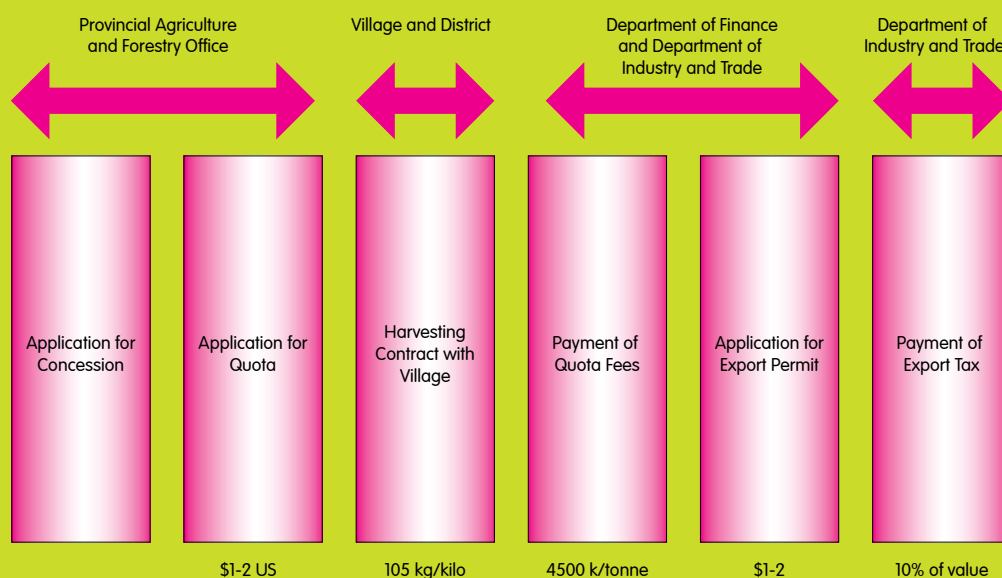 Provincial Agriculture
and Forestry Office
Village and District
Department of Finance
and Department of
Industry and Trade
Department of
Industry and Trade
Application for
Concession
Application for
Quota
Harvesting
Contract with
Village
Payment of
Quota Fees
Application for
Export Permit
Payment of
Export Tax
$1-2 US
105 kg/kilo
4500 k/tonne
$1-2
10% of value